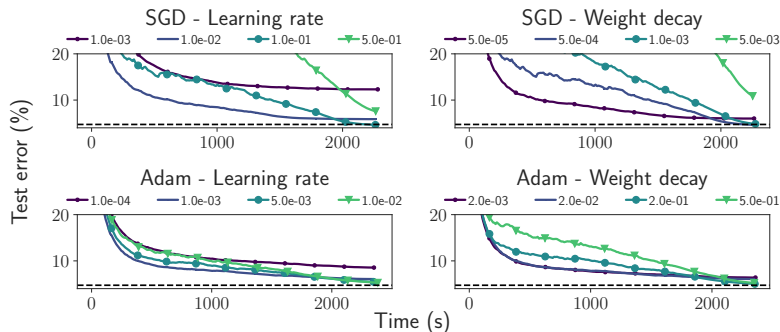 SGD - Learning rate
1.0e-03 1.0e-02 1.0e-01 5.0e-01
20
10
0 1000 2000
SGD - Weight decay
5.0e-05 5.0e-04 1.0e-03 5.0e-03
20
10
0 1000 2000
Test error (%)
Adam - Learning rate
1.0e-04 1.0e-03 5.0e-03 1.0e-02
20
10
0 1000 2000
Adam - Weight decay
2.0e-03 2.0e-02 2.0e-01 5.0e-01
20
10
0 1000 2000
Time (s)